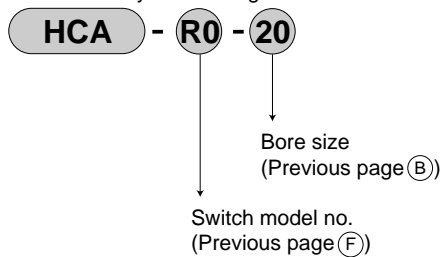 HCA - R0 - 20
Bore size
(Previous page Ⓑ)
Switch model no.
(Previous page Ⓕ)